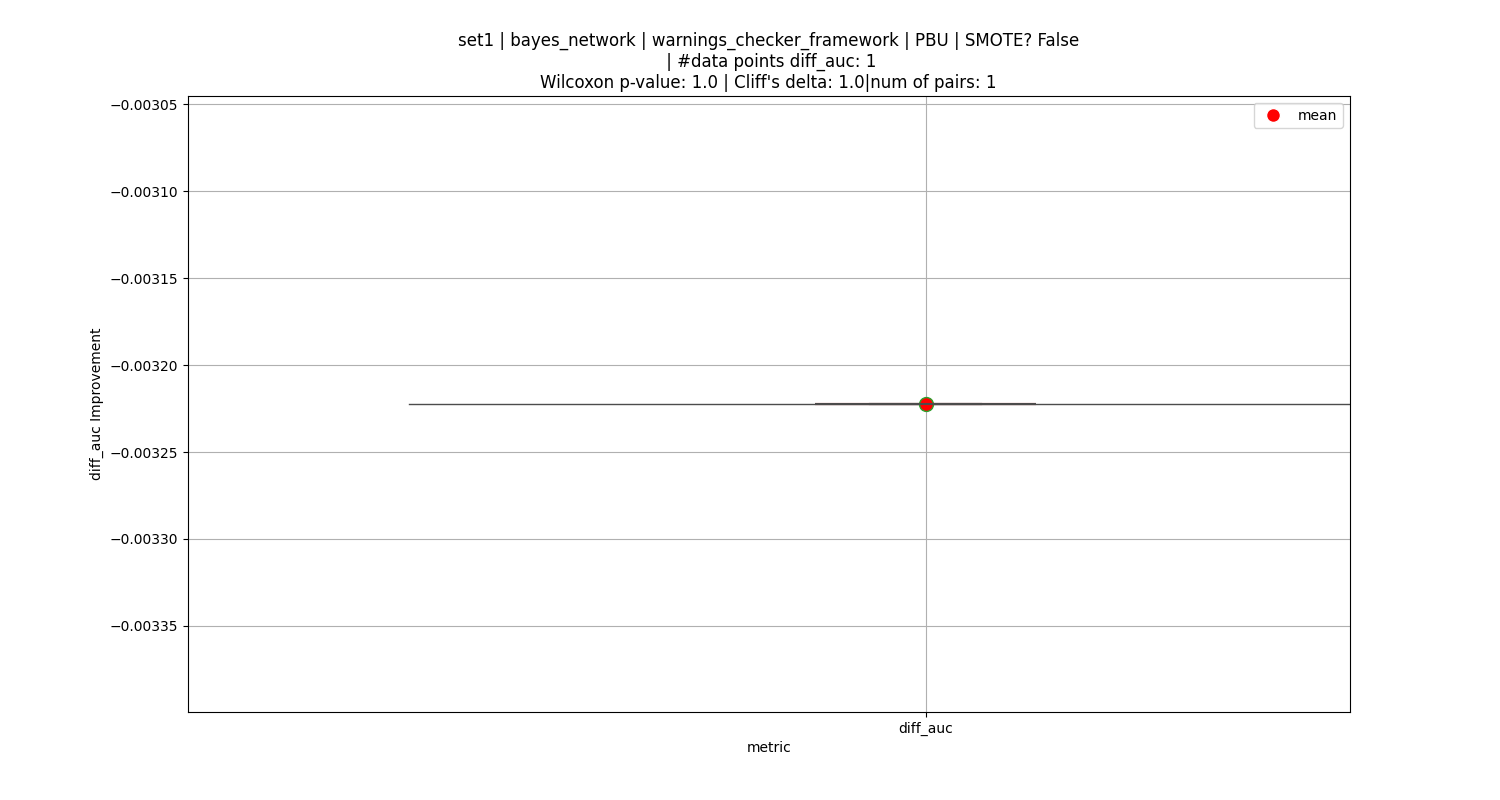 set1 | bayes_network | warnings_checker_framework | PBU | SMOTE? False
| #data points diff_auc: 1
Wilcoxon p-value: 1.0 | Cliff's delta: 1.0|num of pairs: 1
−0.00305
mean
−0.00310
−0.00315
−0.00320
−0.00325
−0.00330
−0.00335
diff_auc Improvement
diff_auc
metric